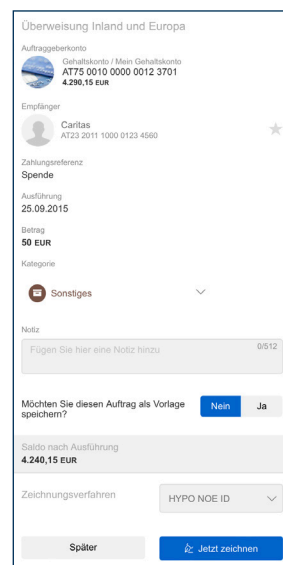 Überweisung Inland und Europa
Auftraggeberkonto
Gehaltskonto / Mein Gehaltskonto
AT75 0010 0000 0012 3701
4.290,15 EUR
Empfänger
Caritas
AT23 2011 1000 0123 4560
Zahlungsreferenz
Spende
Ausführung
25.09.2015
Betrag
50 EUR
Kategorie
Sonstiges
Notiz
Fügen Sie hier eine Notiz hinzu
0/512
Möchten Sie diesen Auftrag als Vorlage
speichern?
Nein
Ja
Saldo nach Ausführung
4.240,15 EUR
Zeichnungsverfahren
HYPO NOE ID
Später
Jetzt zeichnen